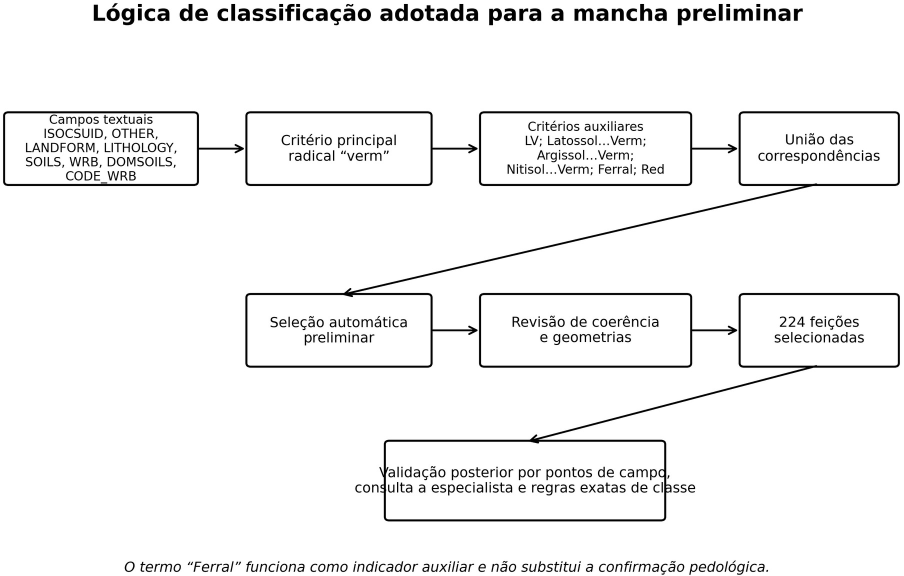 Lógica de classificação adotada para a mancha preliminar
Campos textuais
ISOCSUID, OTHER,
LANDFORM, LITHOLOGY,
SOILS, WRB, DOMSOILS,
CODE_WRB
Critério principal
radical “verm”
Critérios auxiliares
LV; Latossol...Verm;
Argissol...Verm;
Nitisol...Verm; Ferral; Red
União das
correspondências
Seleção automática
preliminar
Revisão de coerência
e geometrias
224 feições
selecionadas
Validação posterior por pontos de campo,
consulta a especialista e regras exatas de classe
O termo “Ferral” funciona como indicador auxiliar e não substitui a confirmação pedológica.